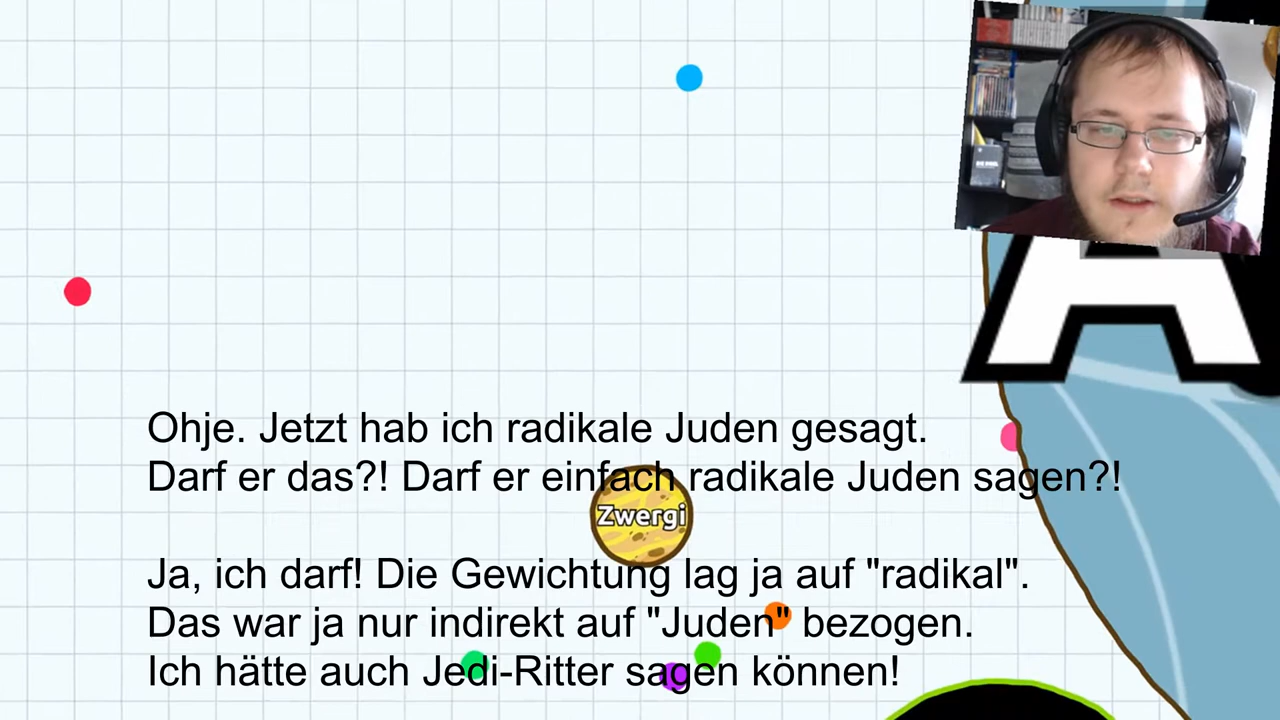 Ohje. Jetzt hab ich radikale Juden gesagt.
Darf er das?! Darf er einfach radikale Juden sagen?!
Zwergi
Ja, ich darf! Die Gewichtung lag ja auf "radikal".
Das war ja nur indirekt auf "Juden" bezogen.
Ich hätte auch Jedi-Ritter sagen können!
A